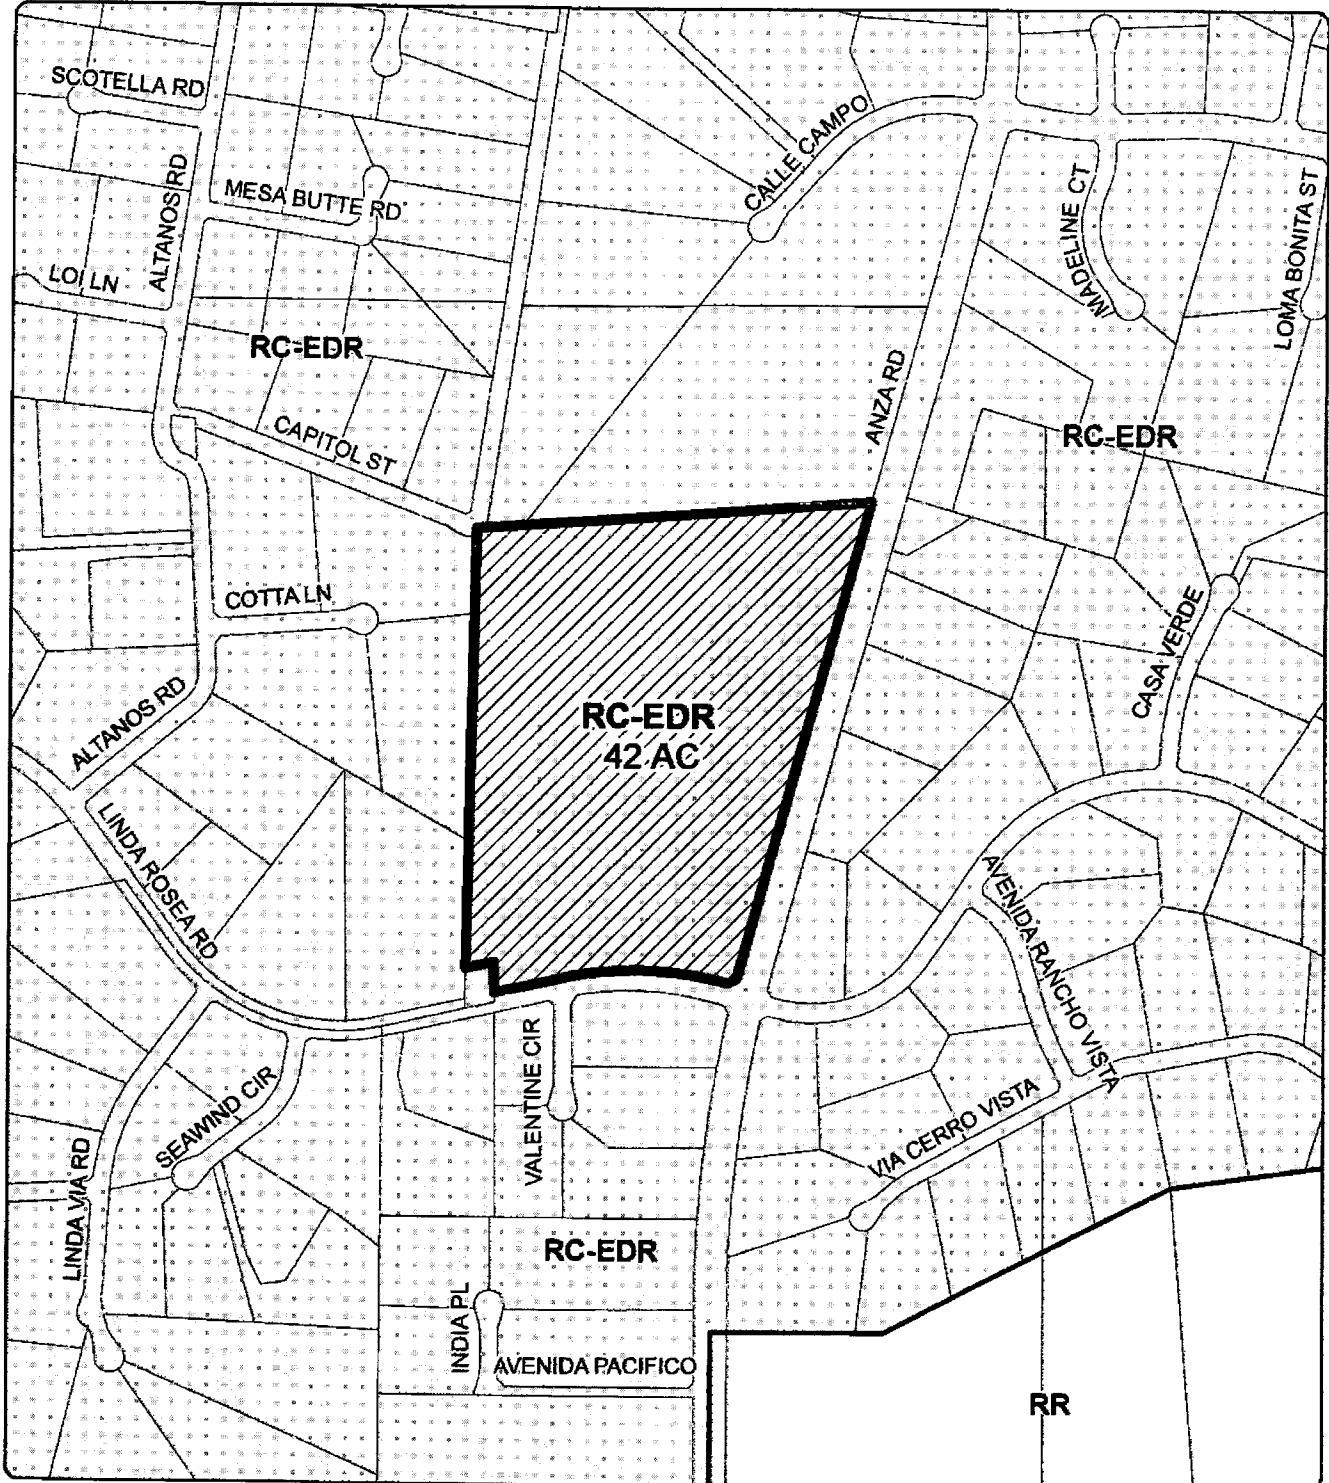 SCOTELLA RD
CALLE CAMPO
ALTANOS RD
MESA BUTTE RD
MADELINE CT
LOMA BONITA ST
LOI LN
RC-EDR
ANZA RD
CAPITOL ST
RC-EDR
COTTA LN
CASA VERDE
ALTANOS RD
RC-EDR
42 AC
LINDA ROSEA RD
AVENIDA RANCHO VISTA
VALENTINE CIR
SEAWIND CIR
VIA CERRO VISTA
LINDA VIA RD
RC-EDR
INDIA PL
AVENIDA PACIFICO
RR